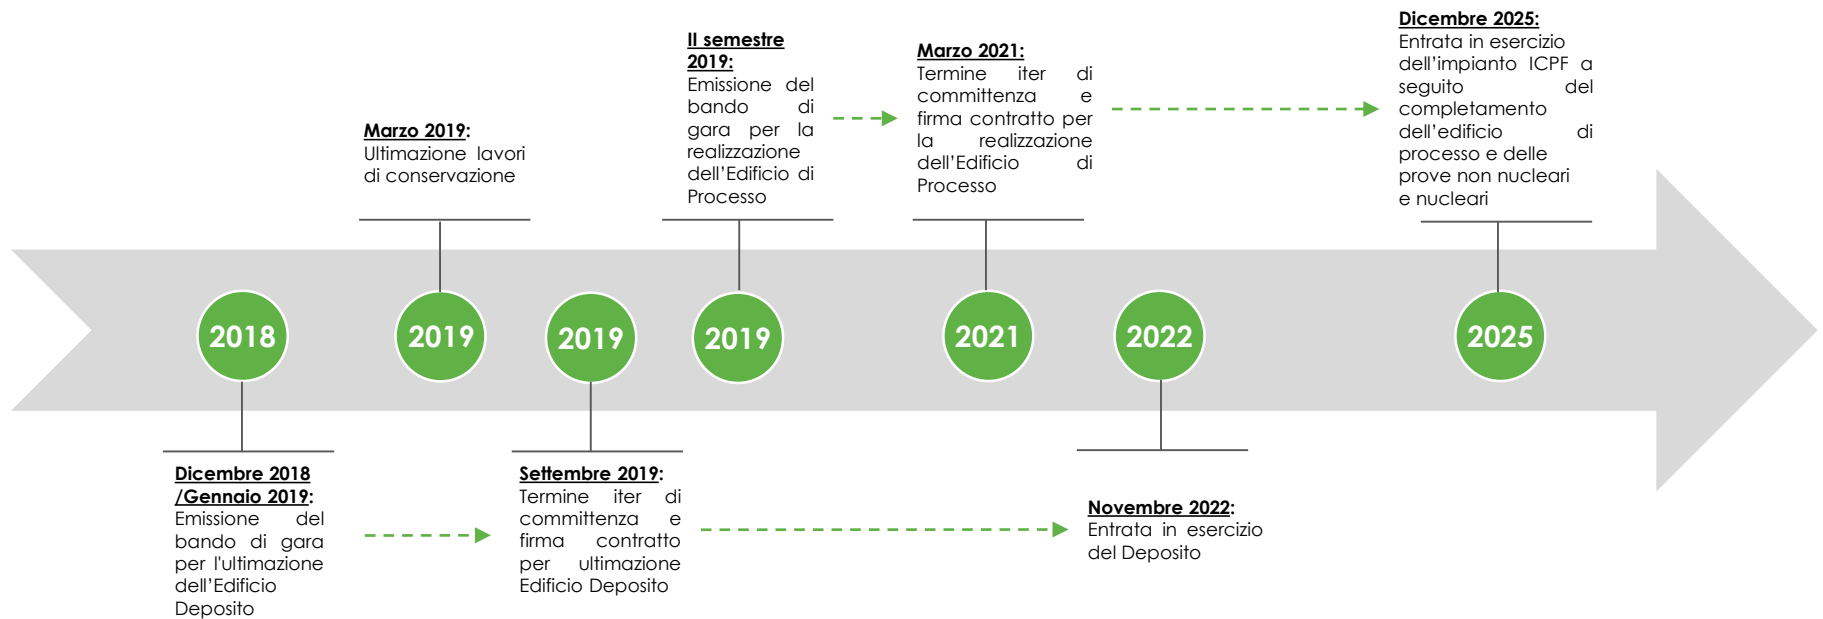 Dicembre 2025:
Entrata in esercizio
dell’impianto ICPF a
seguito del
completamento
dell’edificio di
processo e delle
prove non nucleari
e nucleari
II semestre
2019:
Emissione del
bando di
gara per la
realizzazione
dell’Edificio di
Processo
Marzo 2021:
Termine iter di
committenza e
firma contratto per
la realizzazione
dell’Edificio di
Processo
Marzo 2019:
Ultimazione lavori
di conservazione
2018
2019
2019
2019
2021
2022
2025
Dicembre 2018
/Gennaio 2019:
Emissione del
bando di gara
per l'ultimazione
dell’Edificio
Deposito
Settembre 2019:
Termine iter di
committenza e
firma contratto
per ultimazione
Edificio Deposito
Novembre 2022:
Entrata in esercizio
del Deposito